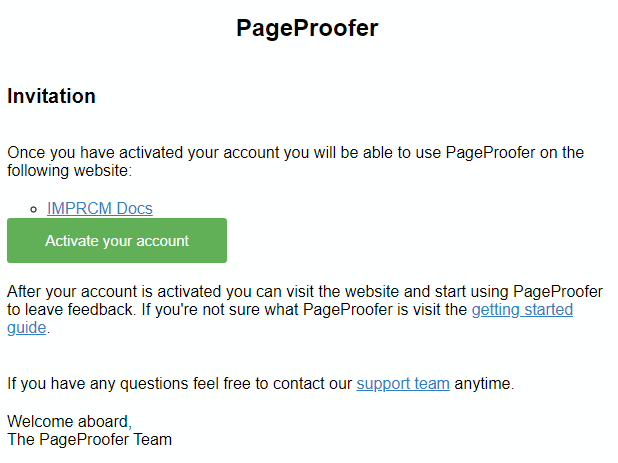 PageProofer
Invitation
Once you have activated your account you will be able to use PageProofer on the
following website:
IMPRCM Docs
Activate your account
After your account is activated you can visit the website and start using PageProofer
to leave feedback. If you're not sure what PageProofer is visit the getting started
guide.
If you have any questions feel free to contact our support team anytime.
Welcome aboard,
The PageProofer Team